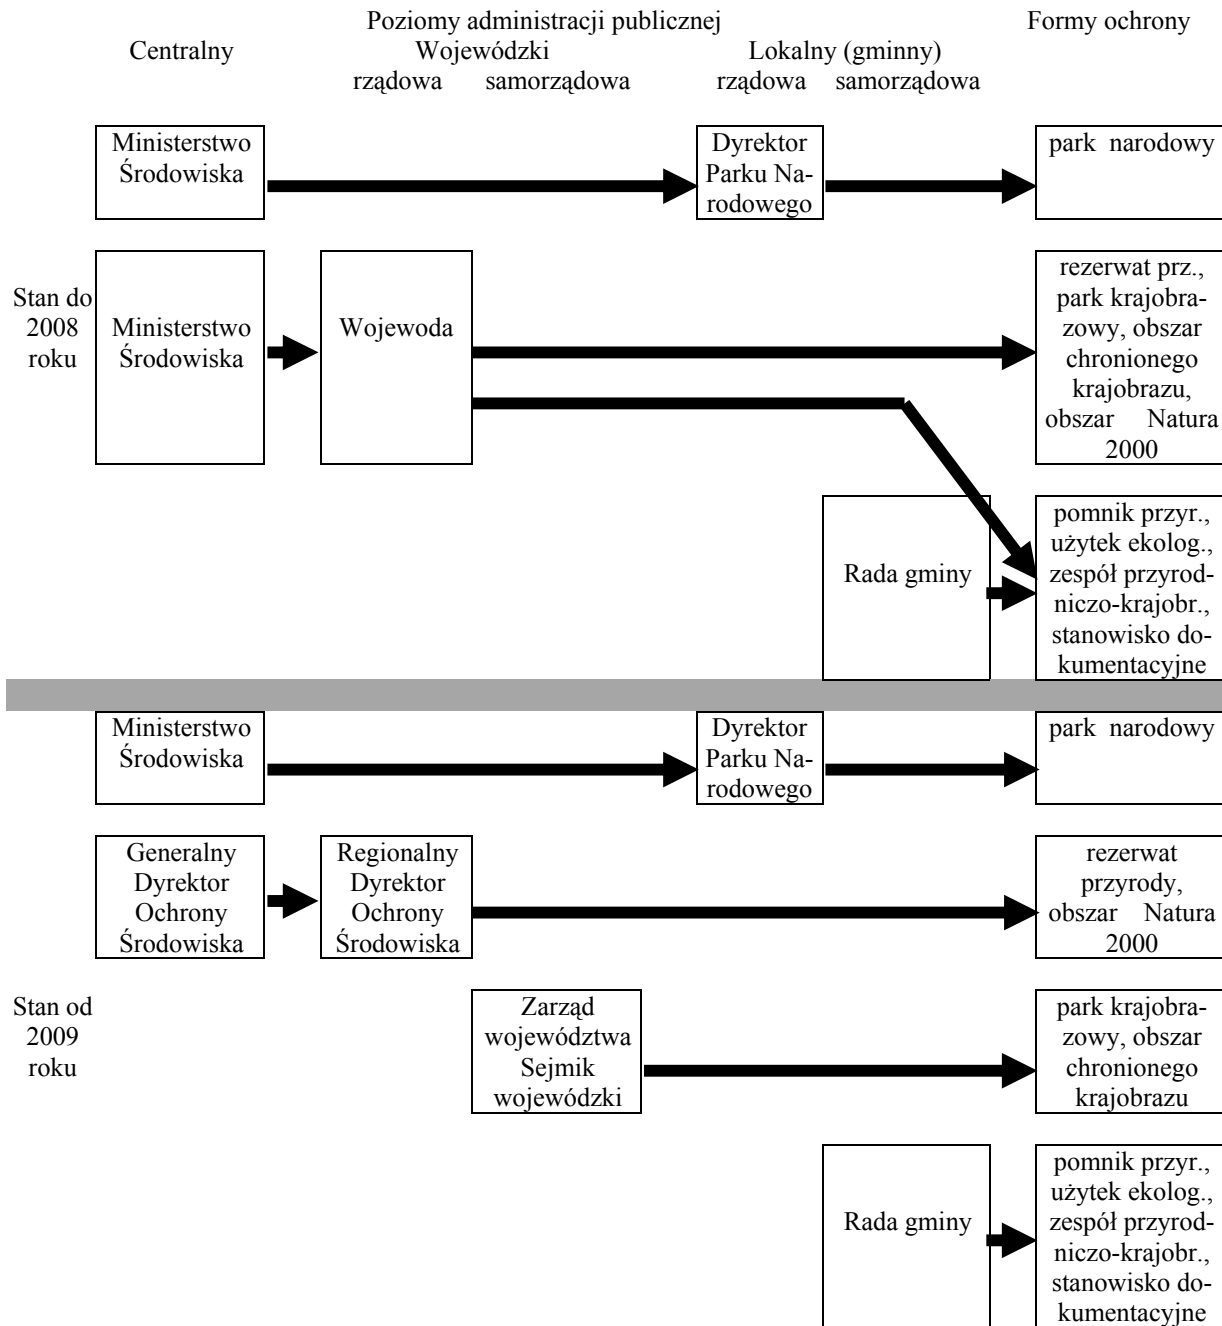 Poziomy administracji publicznej
Formy ochrony
Centralny
Wojewódzki
Lokalny (gminny)
rządowa
samorządowa
rządowa
samorządowa
Ministerstwo
Środowiska
Dyrektor
Parku Na-
rodowego
park narodowy
Stan do
2008
roku
Ministerstwo
Środowiska
Wojewoda
rezerwat prz.,
park krajobra-
zowy, obszar
chronionego
krajobrazu,
obszar Natura
2000
Rada gminy
pomnik przyr.,
użytek ekolog.,
zespół przyrod-
niczo-krajobr.,
stanowisko do-
kumentacyjne
Ministerstwo
Środowiska
Dyrektor
Parku Na-
rodowego
park narodowy
Generalny
Dyrektor
Ochrony
Środowiska
Regionalny
Dyrektor
Ochrony
Środowiska
rezerwat
przyrody,
obszar Natura
2000
Stan od
2009
roku
Zarząd
województwa
Sejmik
wojewódzki
park krajobra-
zowy, obszar
chronionego
krajobrazu
Rada gminy
pomnik przyr.,
użytek ekolog.,
zespół przyrod-
niczo-krajobr.,
stanowisko do-
kumentacyjne